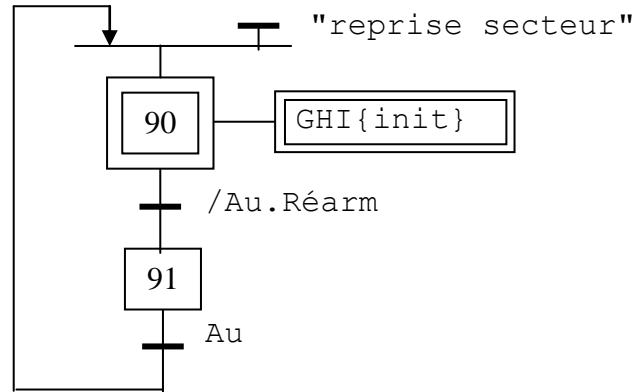 "reprise secteur"
90
GHI{init}
/Au.Réarm
91
Au